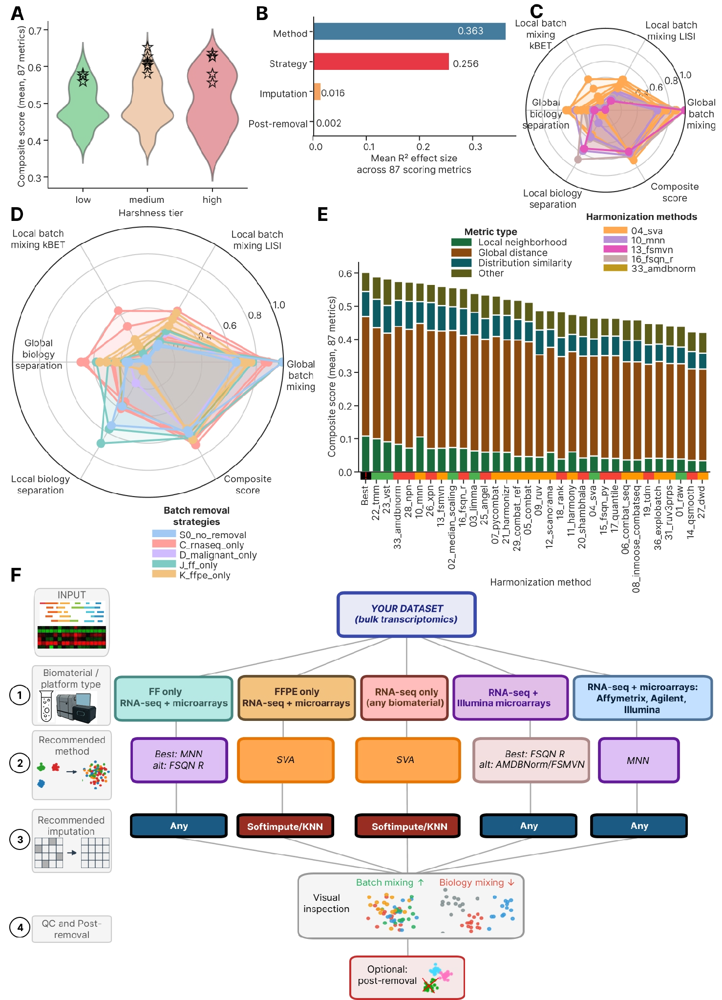 A
Composite score (mean, 87 metrics)
0.7
0.6
0.5
0.4
0.3
low
medium
high
Harshness tier
B
Method
Strategy
Imputation
Post-removal
0.363
0.256
0.016
0.002
0.0
0.1
0.2
0.3
Mean R² effect size
across 87 scoring metrics
C
Local batch
mixing
kBET
Local batch
mixing LISI
1.0
0.8
0.6
0.4
Global
biology
separation
Global
batch
mixing
Local biology
separation
Composite
score
Harmonization methods
04_sva
10_mnn
13_fsmvn
16_fsqn_r
33_amdbnorm
D
Local batch
mixing kBET
Local batch
mixing LISI
1.0
0.8
0.6
0.4
Global
biology
separation
Global
batch
mixing
Local biology
separation
Composite
score
Batch removal
strategies
S0_no_removal
C_rnaseq_only
D_malignant_only
J_ff_only
K_ffpe_only
E
Metric type
Local neighborhood
Global distance
Distribution similarity
Other
Composite score (mean, 87 metrics)
0.6
0.5
0.4
0.3
0.2
0.1
0.0
Best
22_tmm
23_vst
33_amdbnorm
28_npn
10_mnn
26_xpn
13_fsmvn
02_median_scaling
16_fsqn_r
03_limma
25_angel
07_pycombat
21_harmonizr
29_combat_ref
05_combat
09_ruv
12_scanorama
18_rank
11_harmony
20_shambhala
04_sva
15_fsqn_py
17_quantile
06_combat_seq
08_inmoose_combatseq
19_tdm
36_explobatch
31_ruv3prps
01_raw
14_qsmooth
27_dwd
Harmonization method
F
INPUT
YOUR DATASET
(bulk transcriptomics)
1
Biomaterial /
platform type
FF only
RNA-seq + microarrays
FFPE only
RNA-seq + microarrays
RNA-seq only
(any biomaterial)
RNA-seq +
Illumina microarrays
RNA-seq + microarrays:
Affymetrix, Agilent,
Illumina
2
Recommended
method
Best: MNN
alt: FSQN R
SVA
SVA
Best: FSQN R
alt: AMDBNorm/FSMVN
MNN
3
Recommended
imputation
Any
Softimpute/KNN
Softimpute/KNN
Any
Any
4
QC and Post-
removal
Visual
inspection
Batch mixing ↑
Biology mixing ↓
Optional:
post-removal